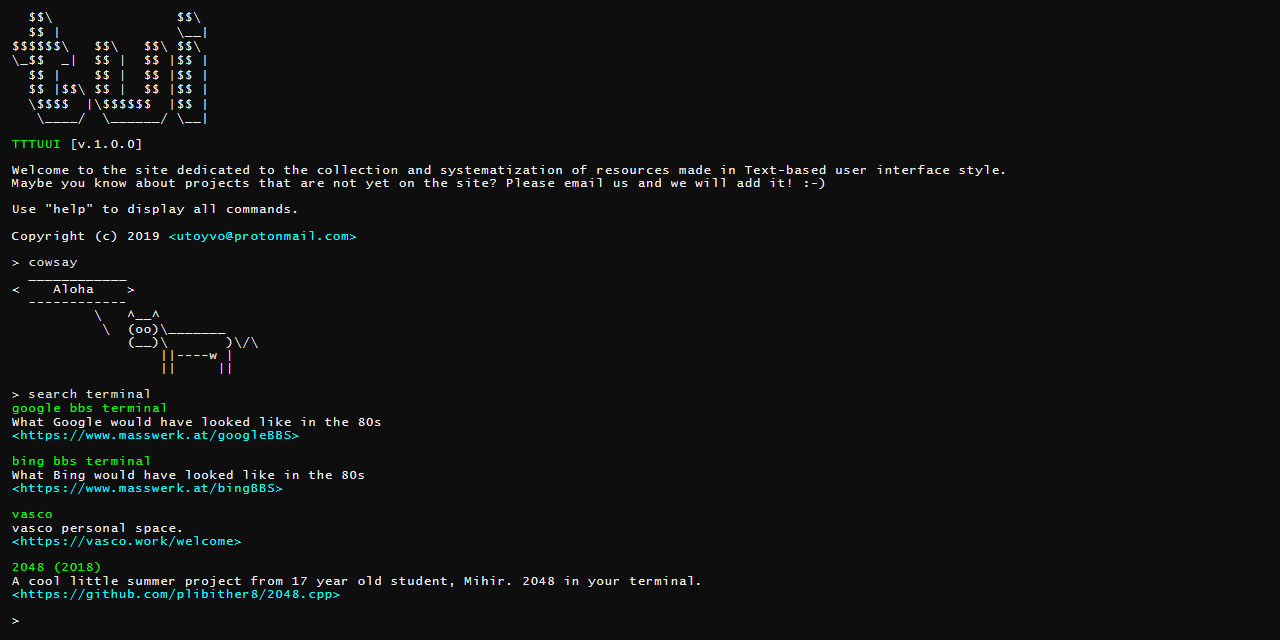 $$\               $$\
  $$ |              \__|
$$$$$$\   $$\   $$\ $$\
\_$$  _|  $$ |  $$ |$$ |
  $$ |    $$ |  $$ |$$ |
  $$ |$$\ $$ |  $$ |$$ |
  \$$$$  |\$$$$$$  |$$ |
   \____/  \______/ \__|
TTTUUI [v.1.0.0]
Welcome to the site dedicated to the collection and systematization of resources made in Text-based user interface style.
Maybe you know about projects that are not yet on the site? Please email us and we will add it! :-)
Use "help" to display all commands.
Copyright (c) 2019 <utoyvo@protonmail.com>
> cowsay
  ____________
<    Aloha    >
  ------------
          \   ^__^
           \  (oo)\_______
              (__)\       )\/\
                  ||----w |
                  ||     ||
> search terminal
google bbs terminal
What Google would have looked like in the 80s
<https://www.masswerk.at/googleBBS>
bing bbs terminal
What Bing would have looked like in the 80s
<https://www.masswerk.at/bingBBS>
vasco
vasco personal space.
<https://vasco.work/welcome>
2048 (2018)
A cool little summer project from 17 year old student, Mihir. 2048 in your terminal.
<https://github.com/plibither8/2048.cpp>
>